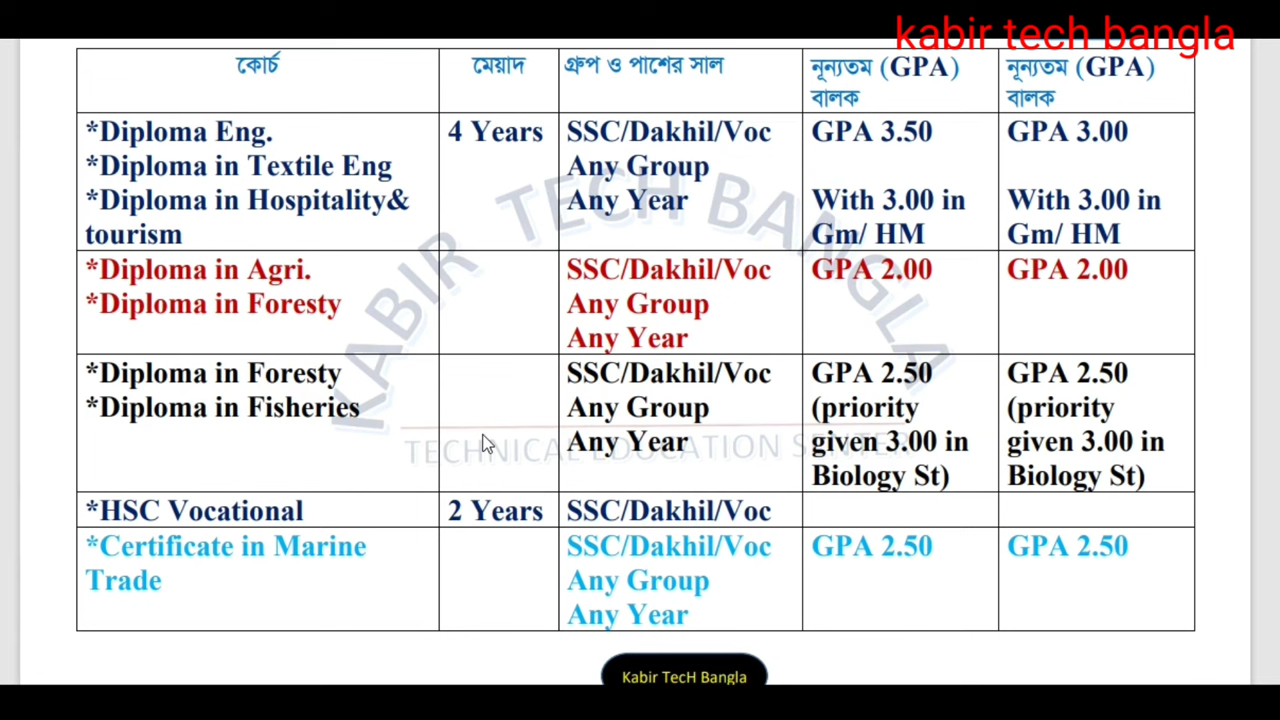 kabir tech bangla
কোর্চ
মেয়াদ
গ্রুপ ও পাশের সাল
নূন্যতম (GPA)
বালক
নূন্যতম (GPA)
বালক
*Diploma Eng.
*Diploma in Textile Eng
*Diploma in Hospitality&
tourism
4 Years
SSC/Dakhil/Voc
Any Group
Any Year
GPA 3.50
With 3.00 in
Gm/ HM
GPA 3.00
With 3.00 in
Gm/ HM
*Diploma in Agri.
*Diploma in Foresty
SSC/Dakhil/Voc
Any Group
Any Year
GPA 2.00
GPA 2.00
*Diploma in Foresty
*Diploma in Fisheries
SSC/Dakhil/Voc
Any Group
Any Year
GPA 2.50
(priority
given 3.00 in
Biology St)
GPA 2.50
(priority
given 3.00 in
Biology St)
*HSC Vocational
2 Years
SSC/Dakhil/Voc
*Certificate in Marine
Trade
SSC/Dakhil/Voc
Any Group
Any Year
GPA 2.50
GPA 2.50
KABIR TECH BANGLA
TECHNICAL EDUCATION SENTER
Kabir TecH Bangla